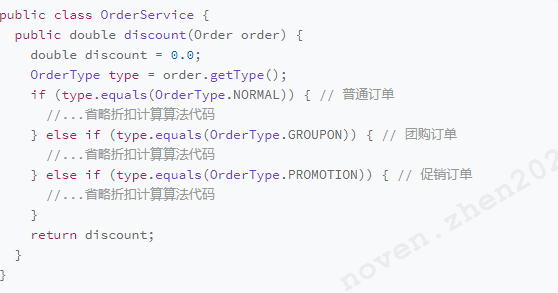 public class OrderService {
  public double discount(Order order) {
    double discount = 0.0;
    OrderType type = order.getType();
    if (type.equals(OrderType.NORMAL)) { // 普通订单
      //...省略折扣计算算法代码
    } else if (type.equals(OrderType.GROUPON)) { // 团购订单
      //...省略折扣计算算法代码
    } else if (type.equals(OrderType.PROMOTION)) { // 促销订单
      //...省略折扣计算算法代码
    }
    return discount;
  }
}
noven.zhen202